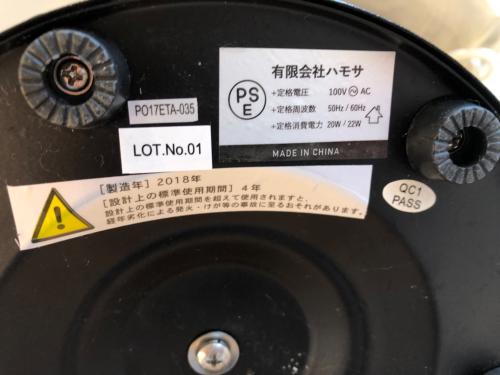 有限会社ハモサ
PS
E
+定格電圧 100V AC
+定格周波数 50Hz / 60Hz
+定格消費電力 20W / 22W
MADE IN CHINA
PO17ETA-035
LOT.No.01
[製造年] 2018年
[設計上の標準使用期間] 4年
設計上の標準使用期間を超えて使用されますと、
経年劣化による発火・けが等の事故に至るおそれがあります。
QC1
PASS